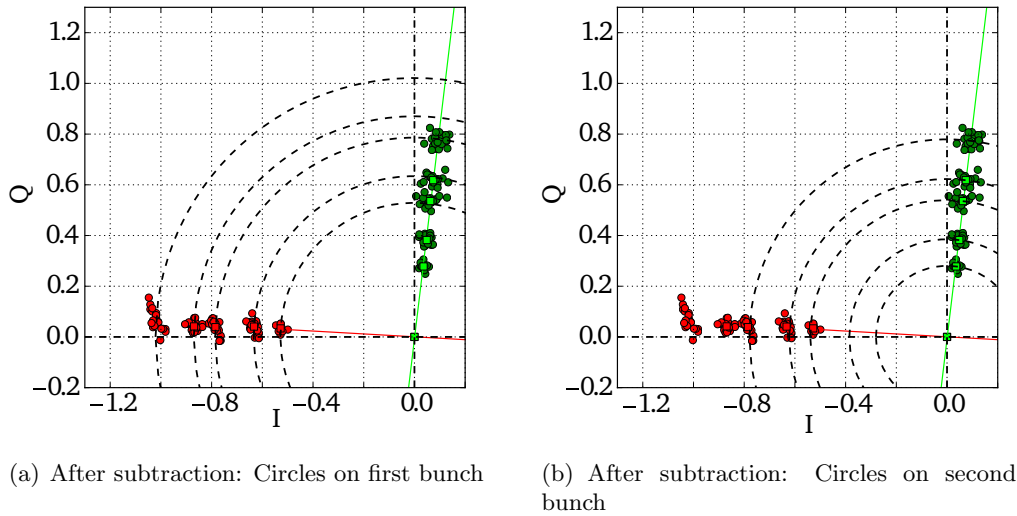 1.2
1.0
0.8
0.6
0.4
0.2
0.0
−0.2
Q
−1.2 −0.8 −0.4 0.0
I
1.2
1.0
0.8
0.6
0.4
0.2
0.0
−0.2
Q
−1.2 −0.8 −0.4 0.0
I
(a) After subtraction: Circles on first bunch
(b) After subtraction: Circles on second
bunch